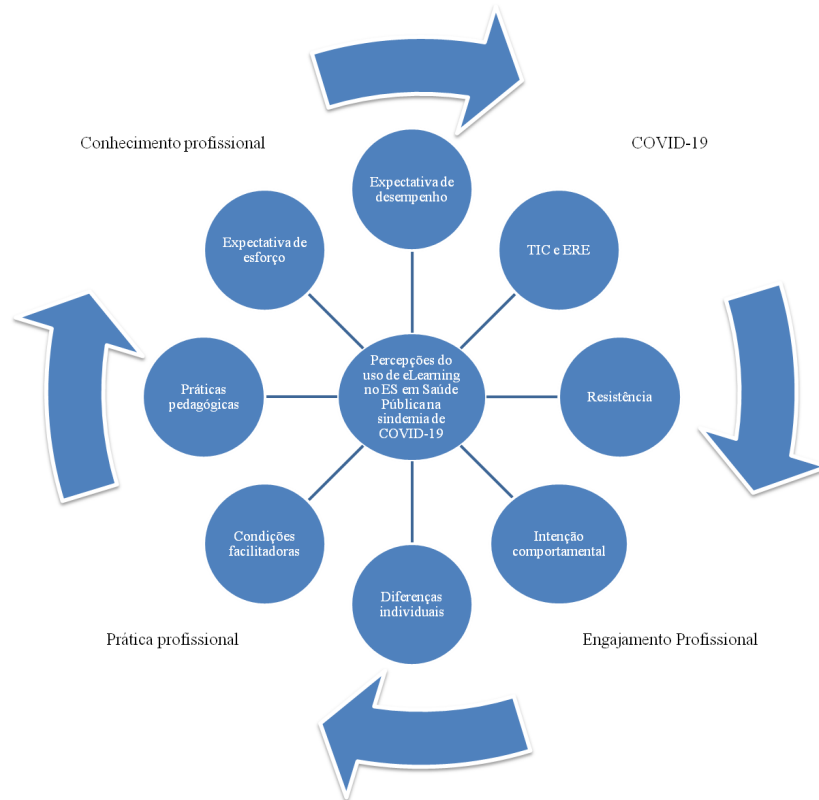 Conhecimento profissional
COVID-19
Expectativa de
desempenho
Expectativa de
esforço
TIC e ERE
Percepções do
uso de eLearning
no ES em Saúde
Pública na
sindemia de
COVID-19
Práticas
pedagógicas
Resistência
Condições
facilitadoras
Intenção
comportamental
Diferenças
individuais
Prática profissional
Engajamento Profissional